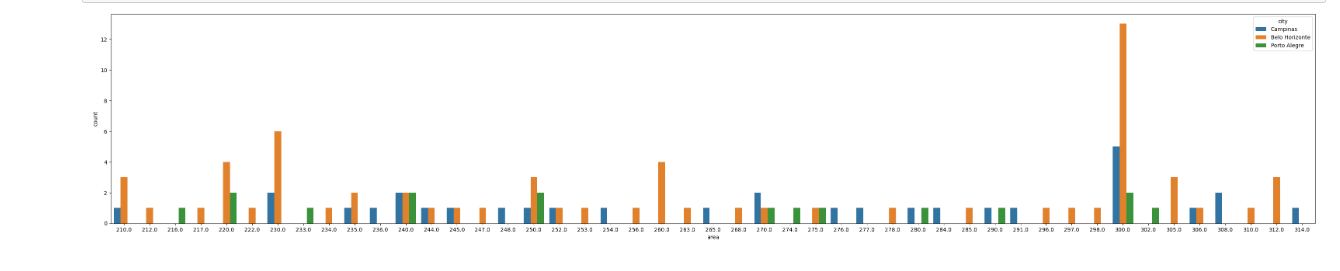 city
Campinas
Belo Horizonte
Porto Alegre
12
10
8
6
4
2
0
count
210.0 212.0 216.0 217.0 220.0 222.0 230.0 233.0 234.0 235.0 236.0 240.0 244.0 245.0 247.0 248.0 250.0 252.0 253.0 254.0 256.0 260.0 263.0 265.0 268.0 270.0 274.0 275.0 276.0 277.0 278.0 280.0 284.0 285.0 290.0 291.0 296.0 297.0 298.0 300.0 302.0 305.0 306.0 308.0 310.0 312.0 314.0
area